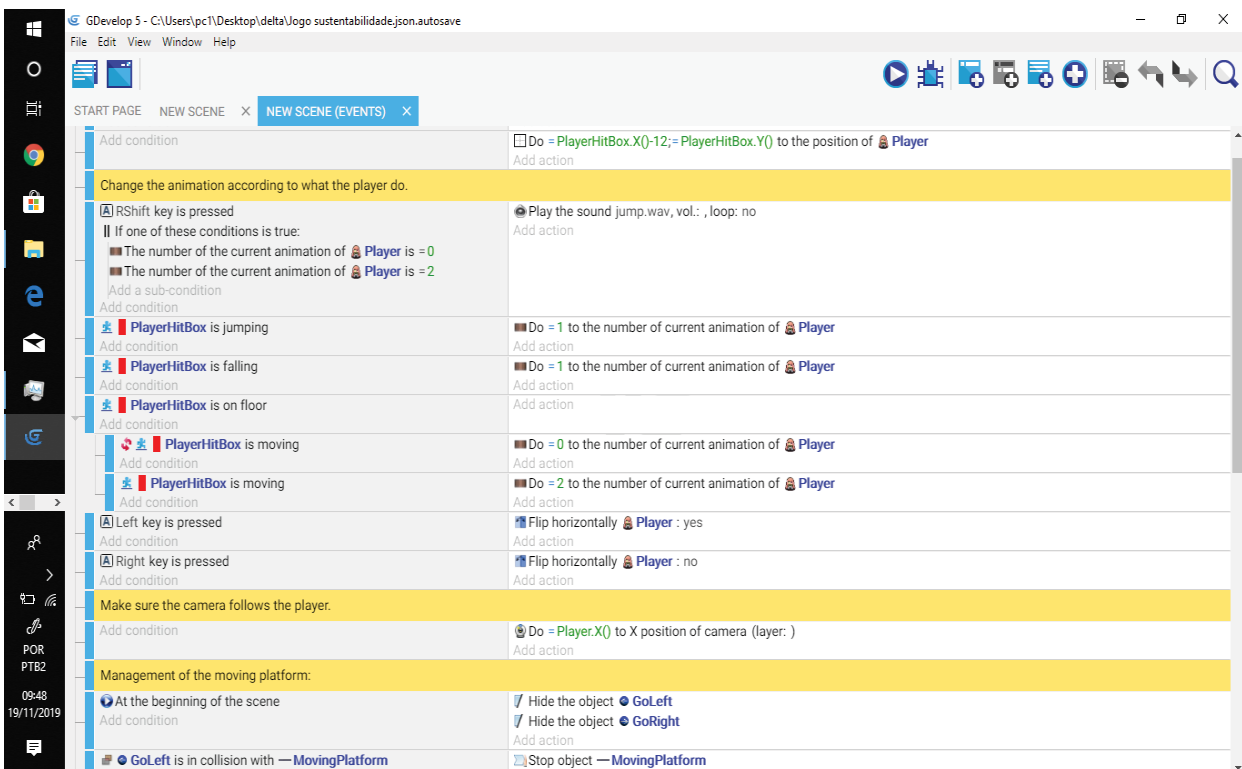 GDevelop 5 - C:\Users\pc1\Desktop\delta\Jogo sustentabilidade.json.autosave
File Edit View Window Help
START PAGE NEW SCENE × NEW SCENE (EVENTS) ×
Add condition
Do = PlayerHitBox.X()-12;= PlayerHitBox.Y() to the position of Player
Add action
Change the animation according to what the player do.
RShift key is pressed
If one of these conditions is true:
The number of the current animation of Player is = 0
The number of the current animation of Player is = 2
Add a sub-condition
Add condition
Play the sound jump.wav, vol.: , loop: no
Add action
PlayerHitBox is jumping
Add condition
Do = 1 to the number of current animation of Player
Add action
PlayerHitBox is falling
Add condition
Do = 1 to the number of current animation of Player
Add action
PlayerHitBox is on floor
Add condition
Add action
PlayerHitBox is moving
Add condition
Do = 0 to the number of current animation of Player
Add action
PlayerHitBox is moving
Add condition
Do = 2 to the number of current animation of Player
Add action
Left key is pressed
Add condition
Flip horizontally Player : yes
Add action
Right key is pressed
Add condition
Flip horizontally Player : no
Add action
Make sure the camera follows the player.
Add condition
Do = Player.X() to X position of camera (layer: )
Add action
Management of the moving platform:
At the beginning of the scene
Add condition
Hide the object GoLeft
Hide the object GoRight
Add action
GoLeft is in collision with MovingPlatform
Stop object MovingPlatform
POR
PTB2
09:48
19/11/2019